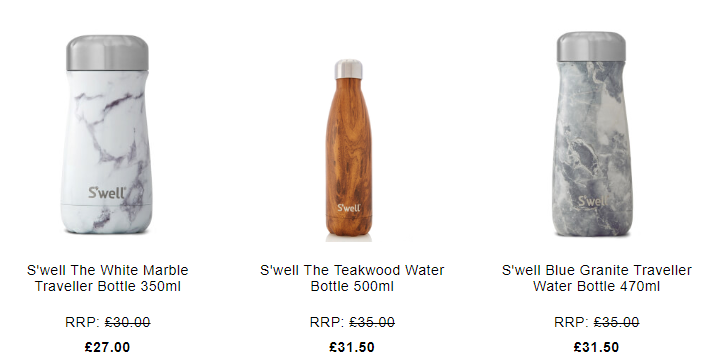 S'well
S'well
S'well
S'well The White Marble
Traveller Bottle 350ml
RRP: £30.00
£27.00
S'well The Teakwood Water
Bottle 500ml
RRP: £35.00
£31.50
S'well Blue Granite Traveller
Water Bottle 470ml
RRP: £35.00
£31.50